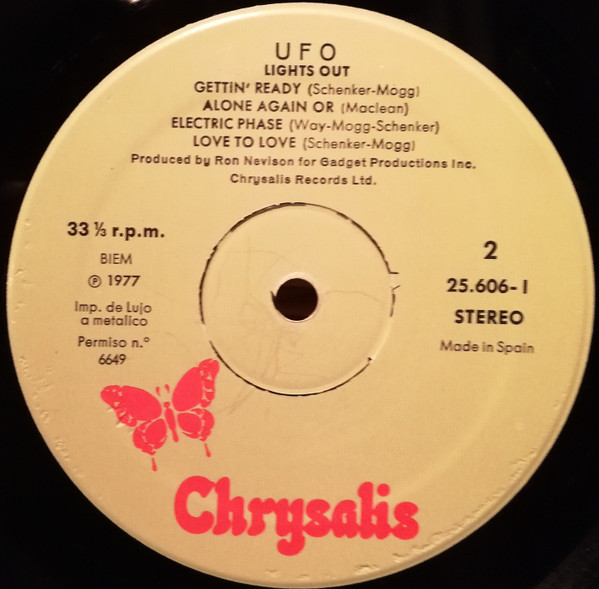 UFO
LIGHTS OUT
GETTIN' READY (Schenker-Mogg)
ALONE AGAIN OR (Maclean)
ELECTRIC PHASE (Way-Mogg-Schenker)
LOVE TO LOVE (Schenker-Mogg)
Produced by Ron Nevison for Gadget Productions Inc.
Chrysalis Records Ltd.
33 ⅓ r.p.m.
BIEM
Ⓟ 1977
Imp. de Lujo
a metalico
Permiso n.º
6649
2
25.606-I
STEREO
Made in Spain
Chrysalis